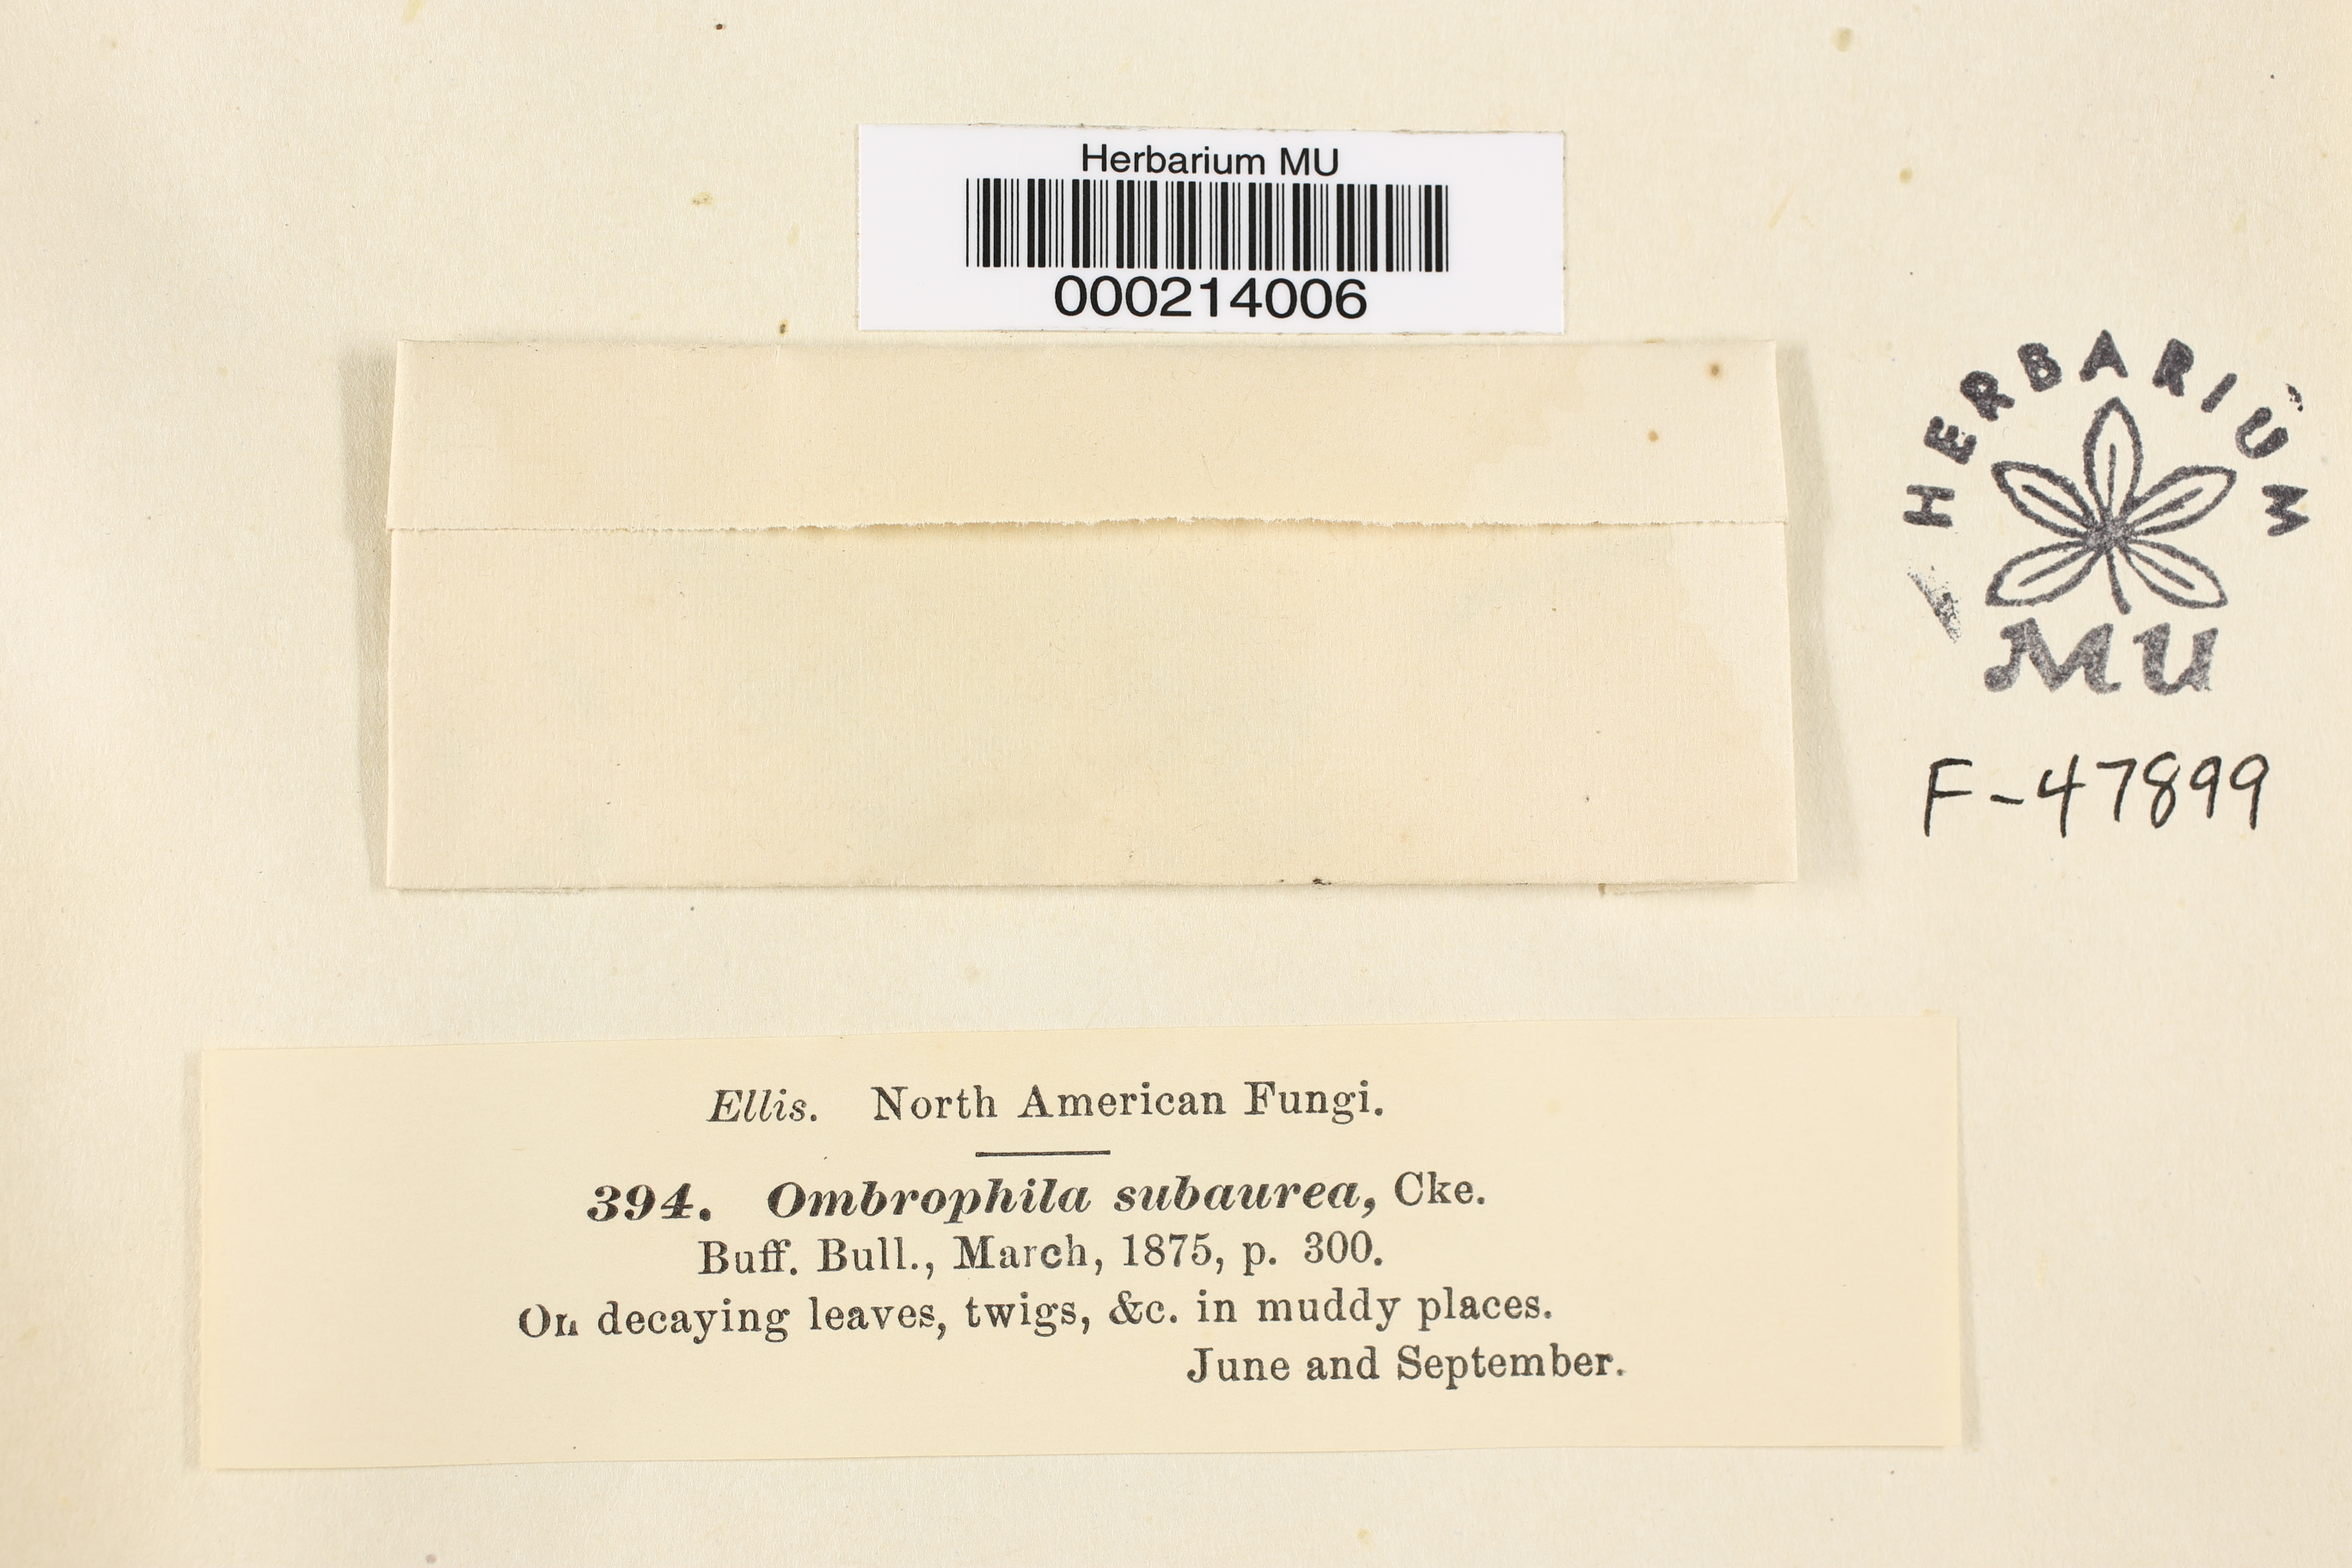 Herbarium MU
000214006
HERBARIUM
MU
F-47899
Ellis. North American Fungi.
394. Ombrophila subaurea, Cke.
Buff. Bull., March, 1875, p. 300.
On decaying leaves, twigs, &c. in muddy places.
June and September.